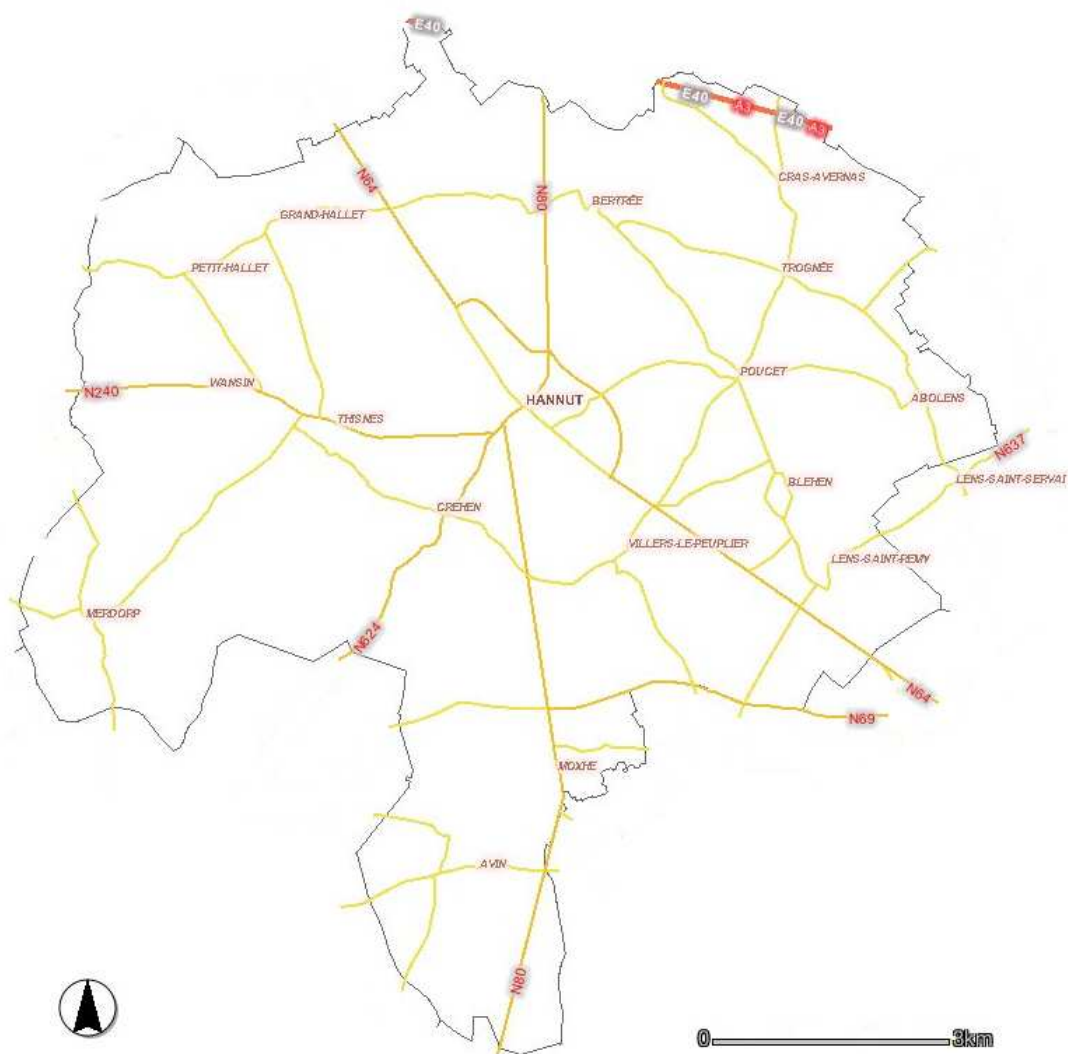 E40
E40
A3
E40
A3
N64
CRAS-AVERNAS
N80
BERTRÉE
GRAND-HALLET
PETIT-HALLET
TROGNÉE
POUCET
WANSIN
N240
ABOLENS
HANNUT
THISNES
N637
LENS-SAINT-SERVAI
BLEHEN
CREHEN
VILLERS-LE-PEUPLIER
LENS-SAINT-REMY
MERDORP
N624
N64
N69
MOXHE
AVIN
N80
0 3km